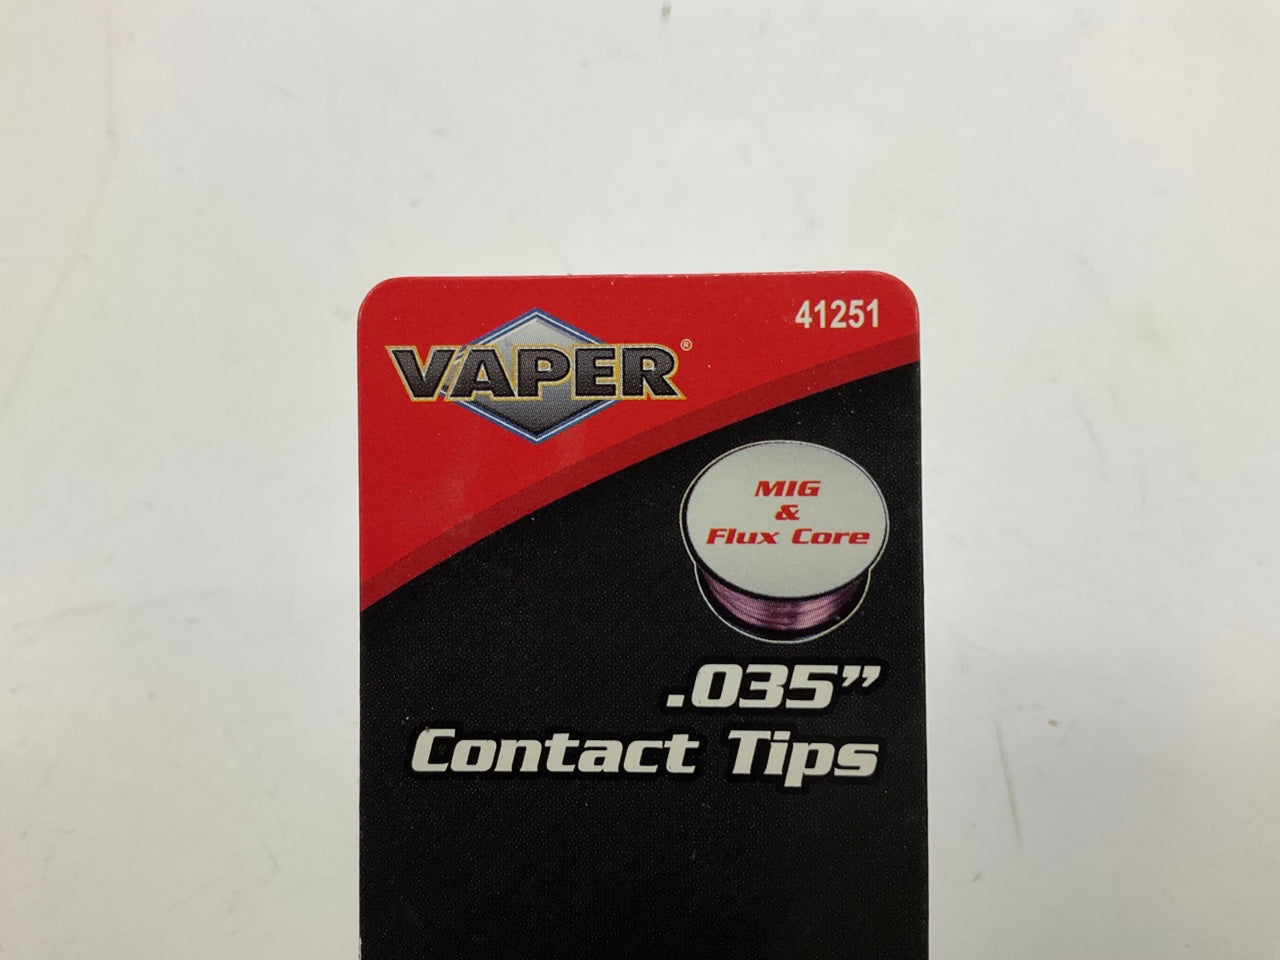 41251
VAPER®
MIG
&
Flux Core
.035”
Contact Tips